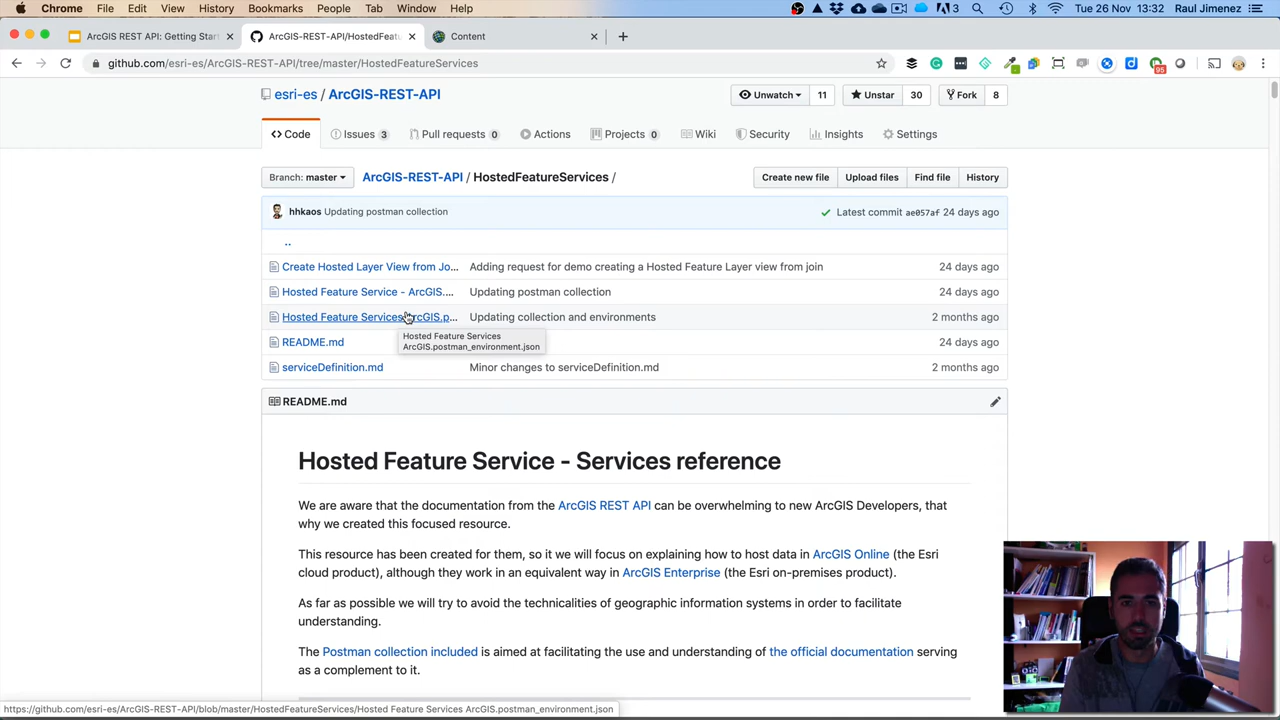 Chrome File Edit View History Bookmarks People Tab Window Help 3 Tue 26 Nov 13:32 Raul Jimenez
ArcGIS REST API: Getting Start × ArcGIS-REST-API/HostedFeatu × Content × +
github.com/esri-es/ArcGIS-REST-API/tree/master/HostedFeatureServices 95
esri-es / ArcGIS-REST-API Unwatch 11 Unstar 30 Fork 8
Code Issues 3 Pull requests 0 Actions Projects 0 Wiki Security Insights Settings
Branch: master ArcGIS-REST-API / HostedFeatureServices / Create new file Upload files Find file History
hhkaos Updating postman collection Latest commit ae057af 24 days ago
..
Create Hosted Layer View from Jo... Adding request for demo creating a Hosted Feature Layer view from join 24 days ago
Hosted Feature Service - ArcGIS.... Updating postman collection 24 days ago
Hosted Feature Services ArcGIS.p... Updating collection and environments 2 months ago
Hosted Feature Services
ArcGIS.postman_environment.json
README.md 24 days ago
serviceDefinition.md Minor changes to serviceDefinition.md 2 months ago
README.md
Hosted Feature Service - Services reference
We are aware that the documentation from the ArcGIS REST API can be overwhelming to new ArcGIS Developers, that
why we created this focused resource.
This resource has been created for them, so it we will focus on explaining how to host data in ArcGIS Online (the Esri
cloud product), although they work in an equivalent way in ArcGIS Enterprise (the Esri on-premises product).
As far as possible we will try to avoid the technicalities of geographic information systems in order to facilitate
understanding.
The Postman collection included is aimed at facilitating the use and understanding of the official documentation serving
as a complement to it.
https://github.com/esri-es/ArcGIS-REST-API/blob/master/HostedFeatureServices/Hosted Feature Services ArcGIS.postman_environment.json